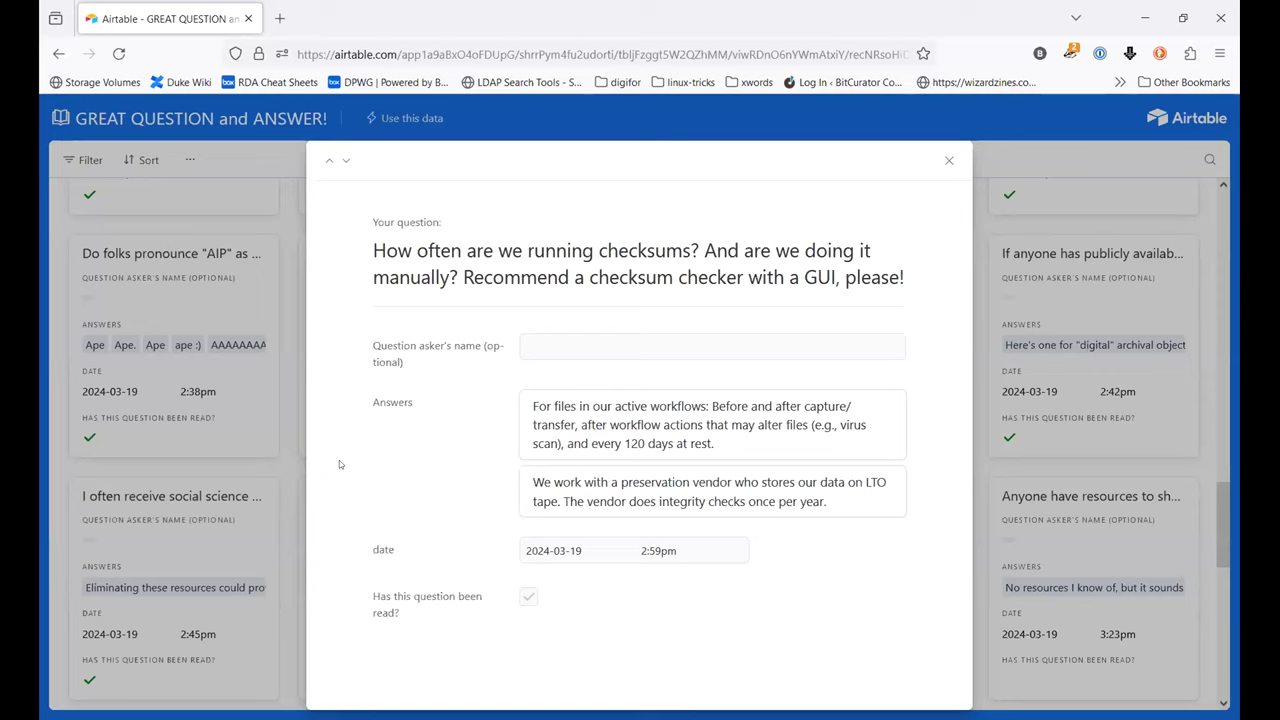 Airtable - GREAT QUESTION an
https://airtable.com/app1a9aBxO4oFDUpG/shrrPym4fu2udorti/tbljFzggt5W2QZhMM/viwRDnO6nYWmAtxiY/recNRsoHiD
2
Storage Volumes
Duke Wiki
RDA Cheat Sheets
DPWG | Powered by B...
LDAP Search Tools - S...
digifor
linux-tricks
xwords
Log In ‹ BitCurator Co...
https://wizardzines.co...
Other Bookmarks
GREAT QUESTION and ANSWER!
Use this data
Airtable
Filter
Sort
Do folks pronounce "AIP" as ...
QUESTION ASKER'S NAME (OPTIONAL)
ANSWERS
Ape Ape. Ape ape :) AAAAAAAA
DATE
2024-03-19 2:38pm
HAS THIS QUESTION BEEN READ?
I often receive social science ...
QUESTION ASKER'S NAME (OPTIONAL)
ANSWERS
Eliminating these resources could pro
DATE
2024-03-19 2:45pm
HAS THIS QUESTION BEEN READ?
Your question:
How often are we running checksums? And are we doing it
manually? Recommend a checksum checker with a GUI, please!
Question asker's name (op-
tional)
Answers
For files in our active workflows: Before and after capture/
transfer, after workflow actions that may alter files (e.g., virus
scan), and every 120 days at rest.
We work with a preservation vendor who stores our data on LTO
tape. The vendor does integrity checks once per year.
date
2024-03-19 2:59pm
Has this question been
read?
If anyone has publicly availab...
QUESTION ASKER'S NAME (OPTIONAL)
ANSWERS
Here's one for "digital" archival object
DATE
2024-03-19 2:42pm
HAS THIS QUESTION BEEN READ?
Anyone have resources to sh...
QUESTION ASKER'S NAME (OPTIONAL)
ANSWERS
No resources I know of, but it sounds
DATE
2024-03-19 3:23pm
HAS THIS QUESTION BEEN READ?